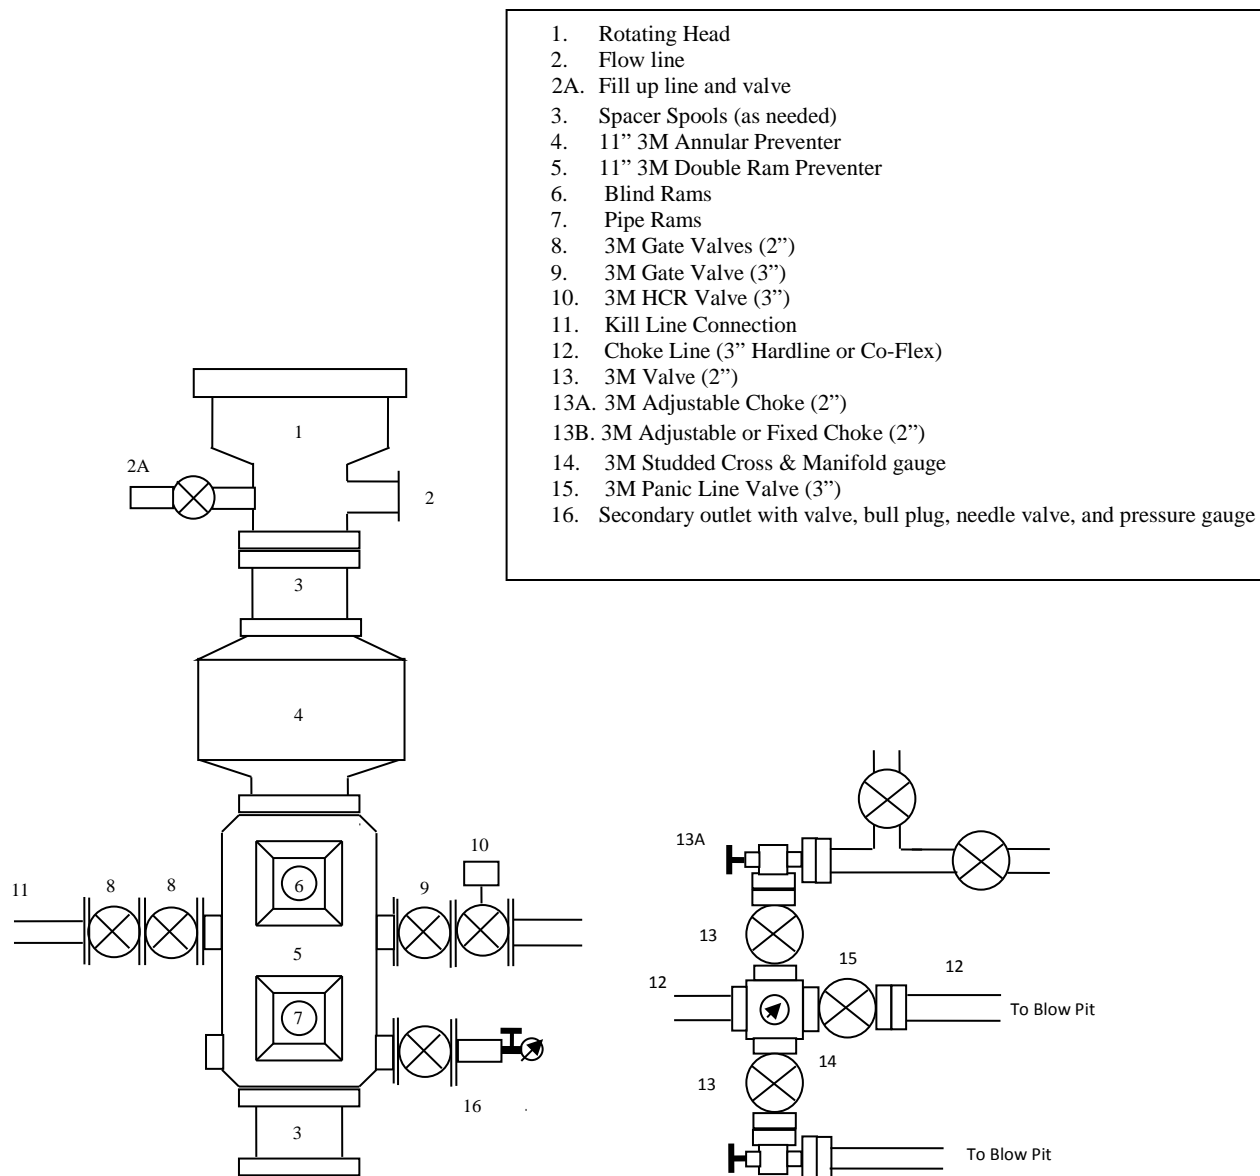 1. Rotating Head
2. Flow line
2A. Fill up line and valve
3. Spacer Spools (as needed)
4. 11” 3M Annular Preventer
5. 11” 3M Double Ram Preventer
6. Blind Rams
7. Pipe Rams
8. 3M Gate Valves (2”)
9. 3M Gate Valve (3”)
10. 3M HCR Valve (3”)
11. Kill Line Connection
12. Choke Line (3” Hardline or Co-Flex)
13. 3M Valve (2”)
13A. 3M Adjustable Choke (2”)
13B. 3M Adjustable or Fixed Choke (2”)
14. 3M Studded Cross & Manifold gauge
15. 3M Panic Line Valve (3”)
16. Secondary outlet with valve, bull plug, needle valve, and pressure gauge
1
2A
2
3
4
10
11
8
8
6
9
5
7
16
3
13A
13
15
12
12
To Blow Pit
14
13
To Blow Pit